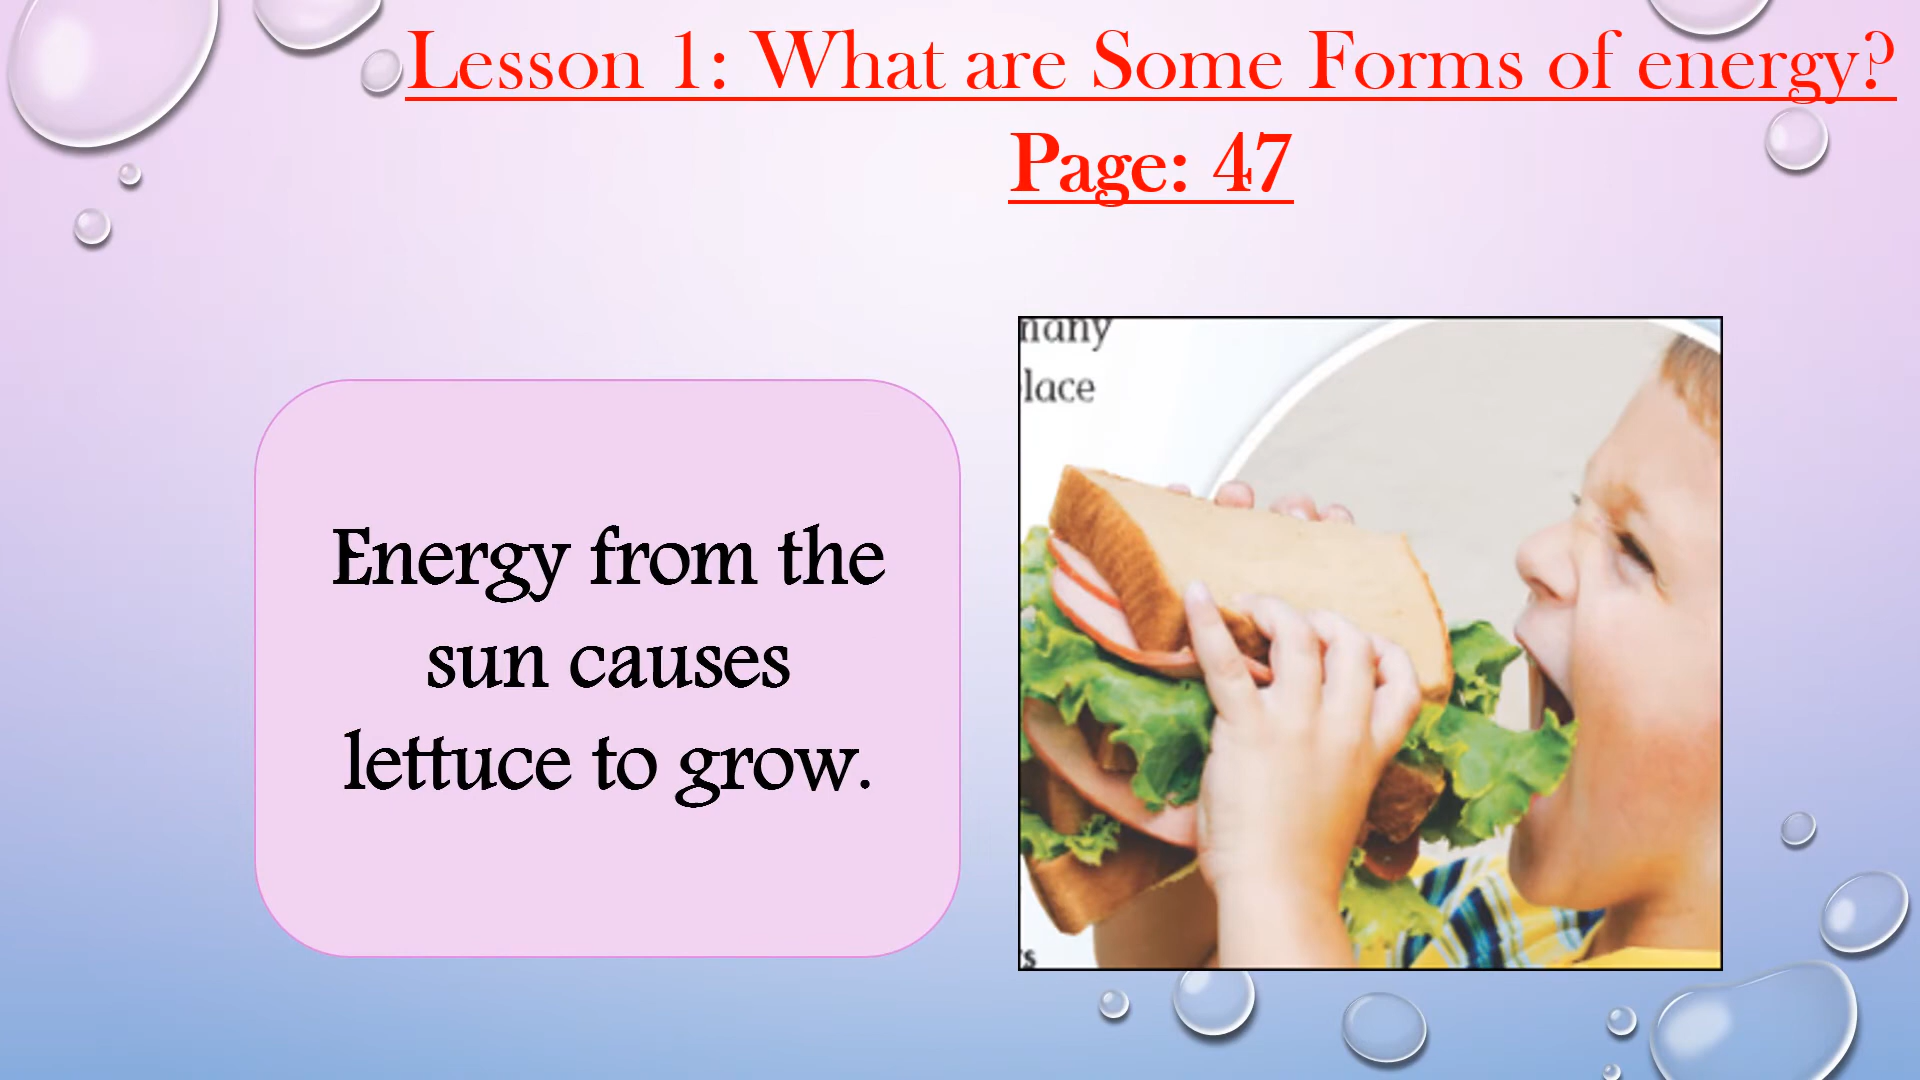 Lesson 1: What are Some Forms of energy?
Page: 47
many
lace
Energy from the
sun causes
lettuce to grow.